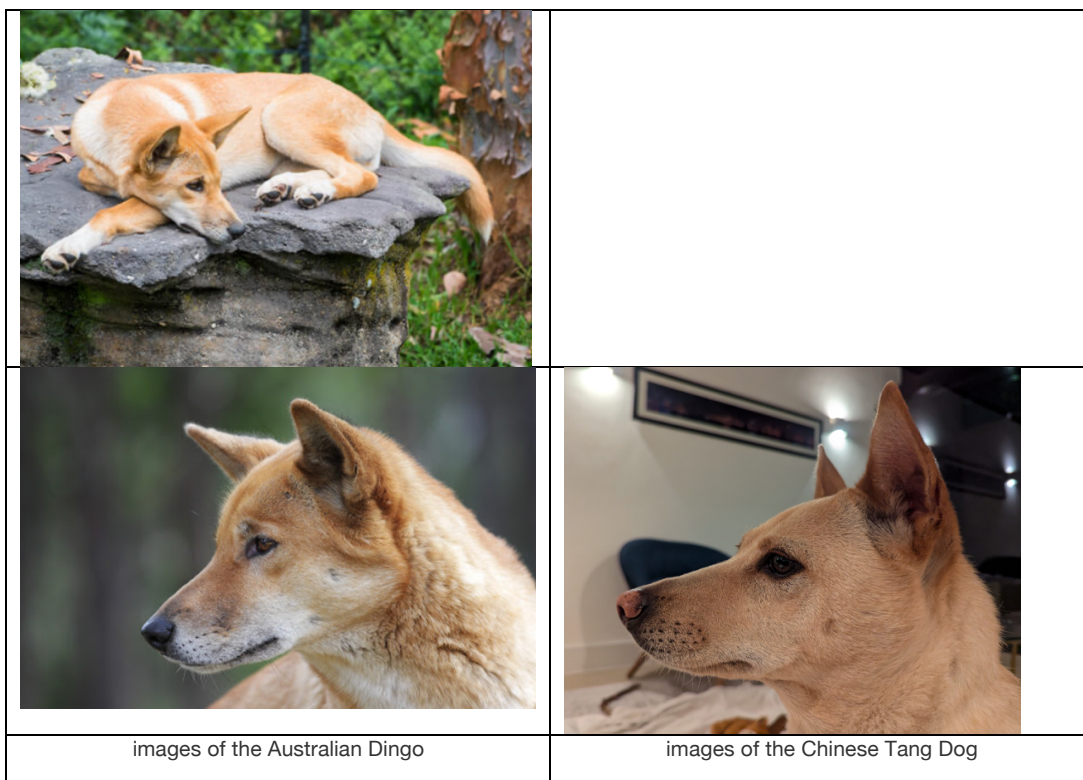 images of the Australian Dingo
images of the Chinese Tang Dog